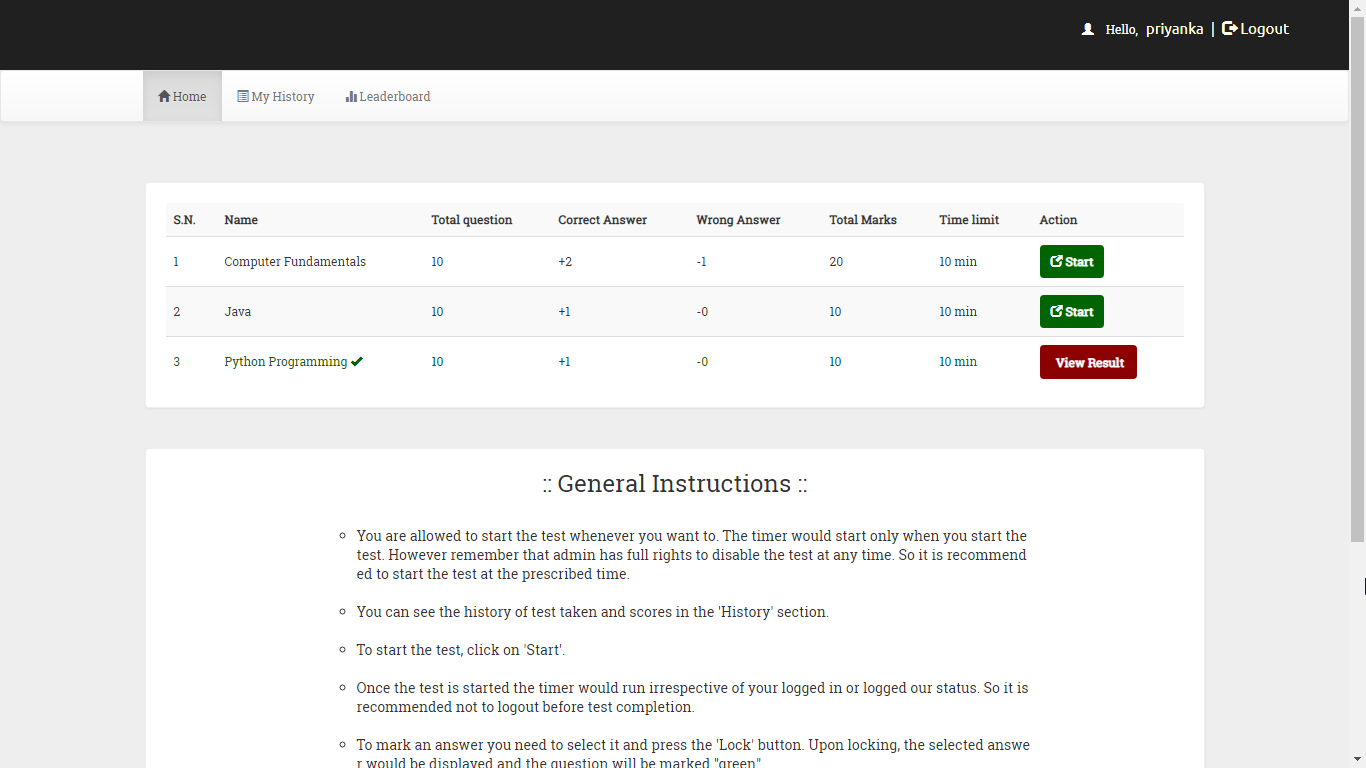 Hello, priyanka | Logout
Home My History Leaderboard
S.N. Name Total question Correct Answer Wrong Answer Total Marks Time limit Action
1 Computer Fundamentals 10 +2 -1 20 10 min Start
2 Java 10 +1 -0 10 10 min Start
3 Python Programming 10 +1 -0 10 10 min View Result
:: General Instructions ::
You are allowed to start the test whenever you want to. The timer would start only when you start the
test. However remember that admin has full rights to disable the test at any time. So it is recommend
ed to start the test at the prescribed time.
You can see the history of test taken and scores in the 'History' section.
To start the test, click on 'Start'.
Once the test is started the timer would run irrespective of your logged in or logged our status. So it is
recommended not to logout before test completion.
To mark an answer you need to select it and press the 'Lock' button. Upon locking, the selected answe
r would be displayed and the question will be marked "green"